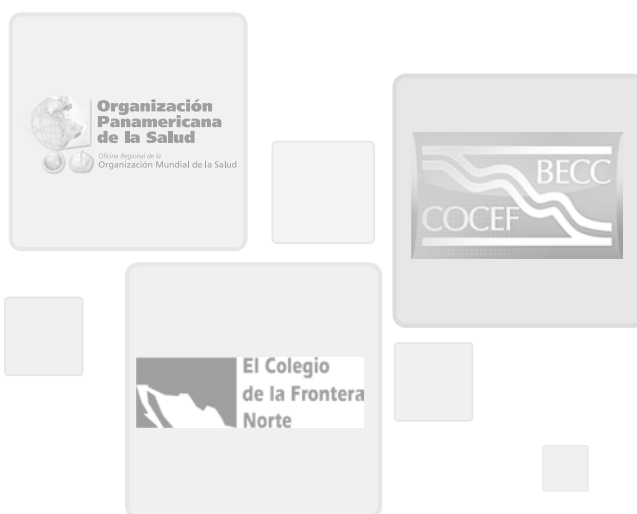 Organización
Panamericana
de la Salud
Oficina Regional de la
Organización Mundial de la Salud
BECC
COCEF
El Colegio
de la Frontera
Norte